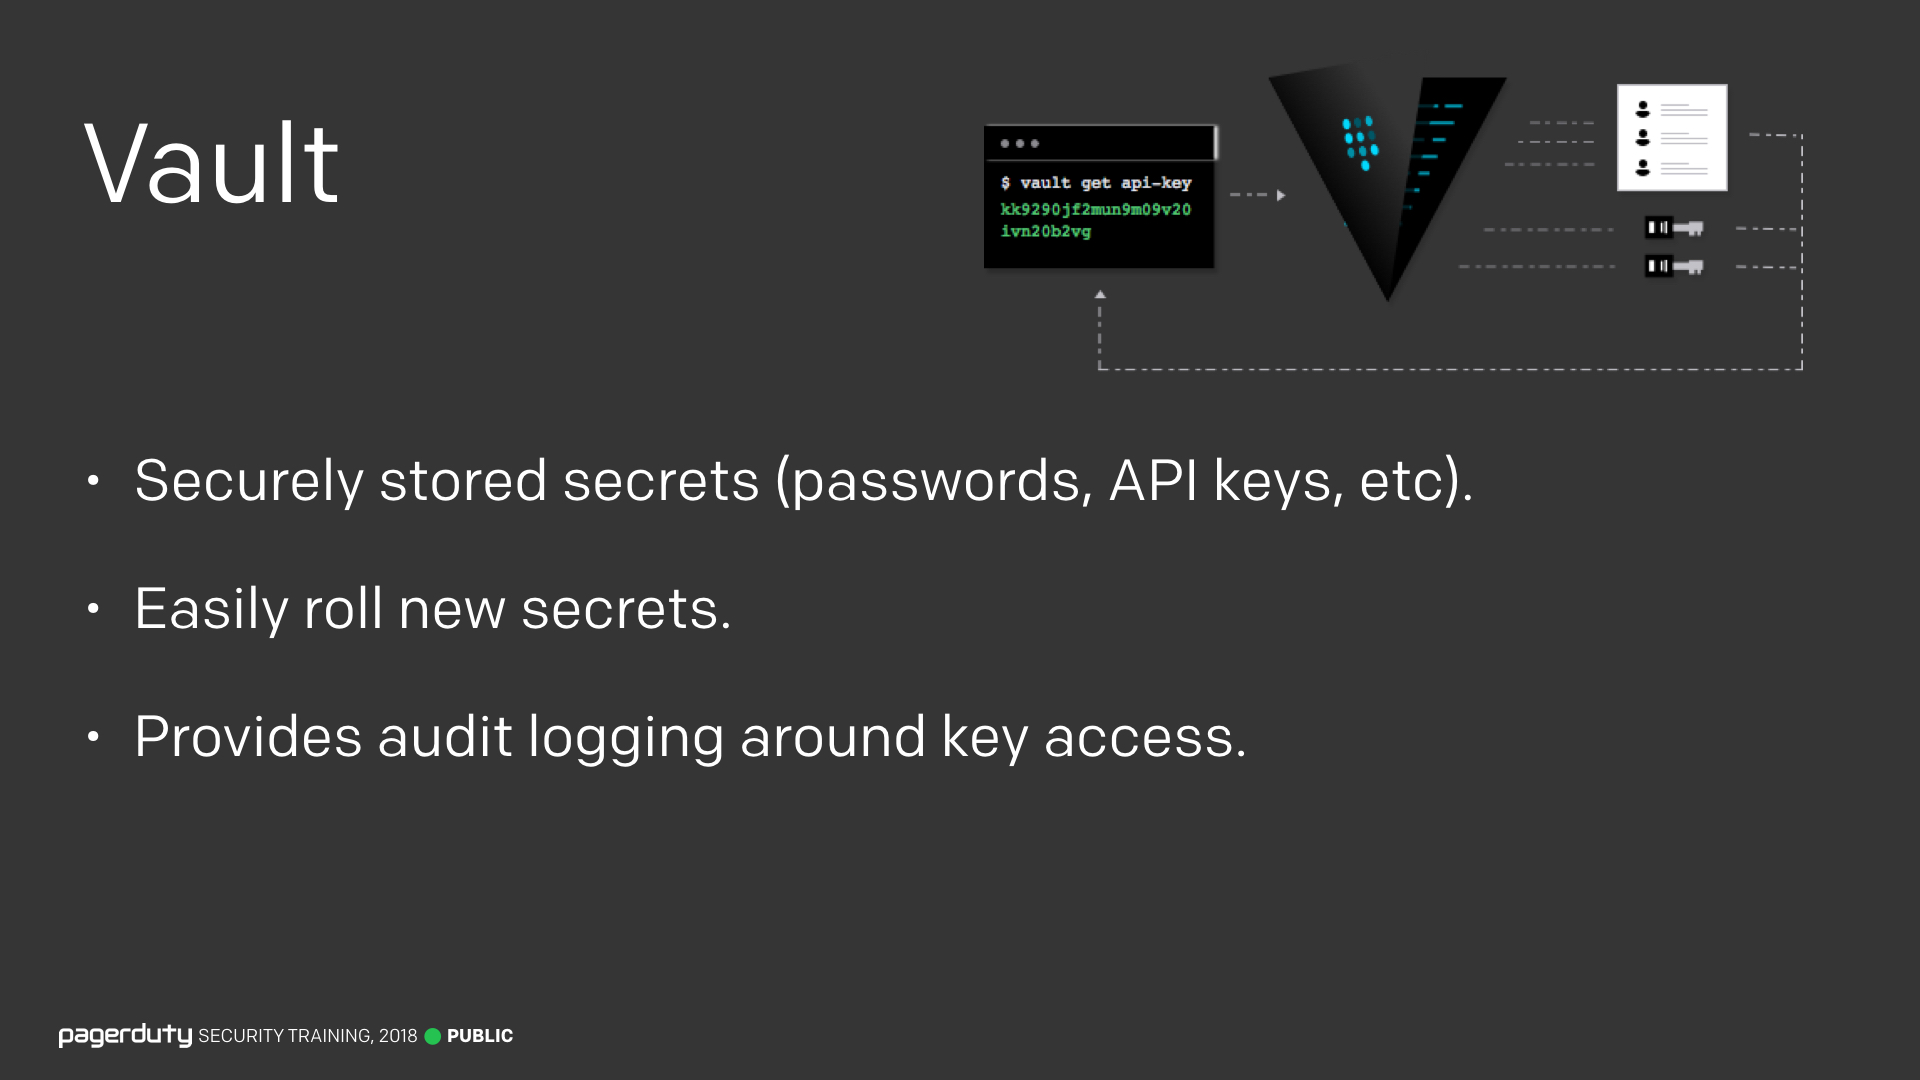 Vault
$ vault get api-key
kk9290jf2mun9m09v20
ivn20b2vg
• Securely stored secrets (passwords, API keys, etc).
• Easily roll new secrets.
• Provides audit logging around key access.
pagerduty SECURITY TRAINING, 2018 PUBLIC